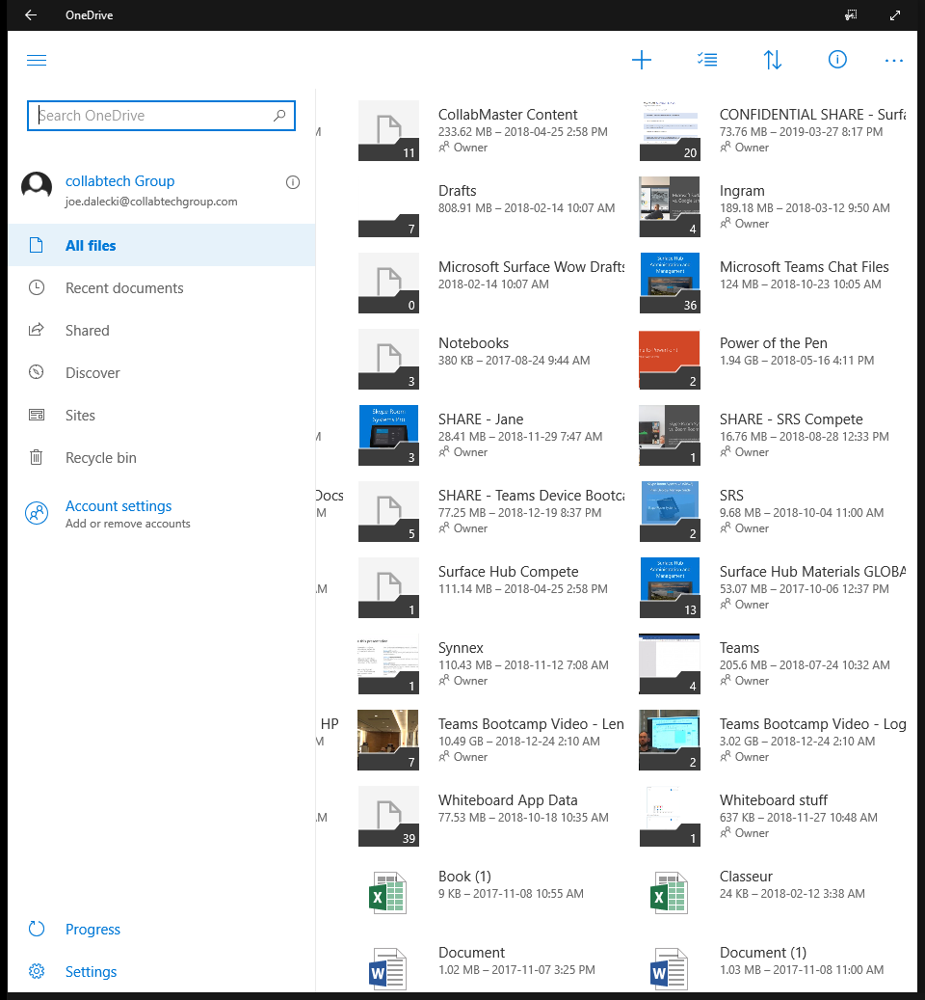 OneDrive
Search OneDrive
collabtech Group
joe.dalecki@collabtechgroup.com
All files
Recent documents
Shared
Discover
Sites
Recycle bin
Account settings
Add or remove accounts
Progress
Settings
M
Docs
M
M
HP
M
M
11
CollabMaster Content
233.62 MB – 2018-04-25 2:58 PM
Owner
20
CONFIDENTIAL SHARE - Surfa
73.76 MB – 2019-03-27 8:17 PM
Owner
7
Drafts
808.91 MB – 2018-02-14 10:07 AM
4
Ingram
189.18 MB – 2018-03-12 9:50 AM
Owner
0
Microsoft Surface Wow Drafts
2018-02-14 10:07 AM
Surface Hub
Administration and
Management
36
Microsoft Teams Chat Files
124 MB – 2018-10-23 10:05 AM
3
Notebooks
380 KB – 2017-08-24 9:44 AM
2
Power of the Pen
1.94 GB – 2018-05-16 4:11 PM
Skype Room
Systems Pro
3
SHARE - Jane
28.41 MB – 2018-11-29 7:47 AM
Owner
1
SHARE - SRS Compete
16.76 MB – 2018-08-28 12:33 PM
Owner
5
SHARE - Teams Device Bootca
77.25 MB – 2018-12-19 8:37 PM
Owner
2
SRS
9.68 MB – 2018-10-04 11:00 AM
Owner
1
Surface Hub Compete
111.14 MB – 2018-04-25 2:58 PM
Surface Hub
Administration and
Management
13
Surface Hub Materials GLOBA
53.07 MB – 2017-10-06 12:37 PM
Owner
this presentation
1
Synnex
110.43 MB – 2018-11-12 7:08 AM
Owner
4
Teams
205.6 MB – 2018-07-24 10:32 AM
Owner
7
Teams Bootcamp Video - Len
10.49 GB – 2018-12-24 2:10 AM
Owner
2
Teams Bootcamp Video - Log
3.02 GB – 2018-12-24 2:10 AM
Owner
39
Whiteboard App Data
77.53 MB – 2018-10-18 10:35 AM
1
Whiteboard stuff
637 KB – 2018-11-27 10:48 AM
Owner
X
Book (1)
9 KB – 2017-11-08 10:55 AM
X
Classeur
24 KB – 2018-02-12 3:38 AM
W
Document
1.02 MB – 2017-11-07 3:25 PM
W
Document (1)
1.03 MB – 2017-11-08 11:00 AM